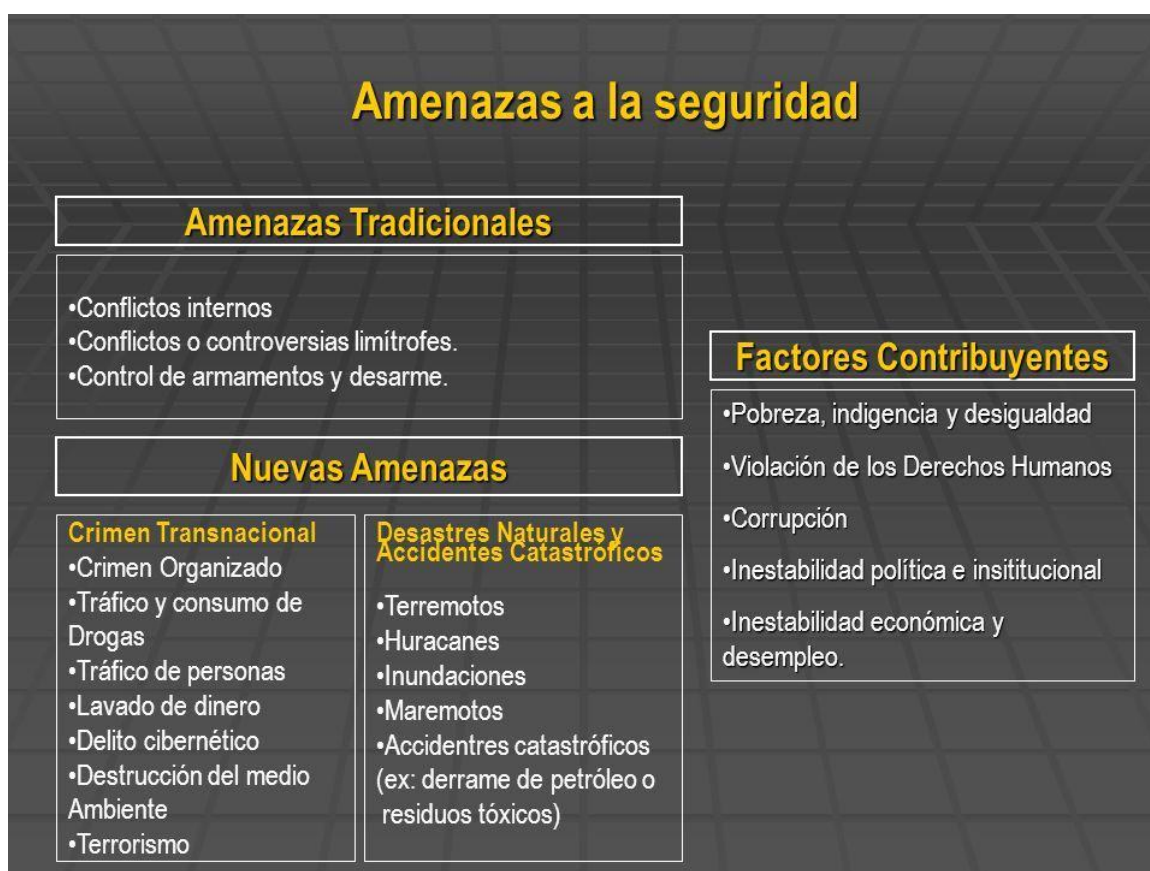 Amenazas a la seguridad
Amenazas Tradicionales
•Conflictos internos
•Conflictos o controversias limítrofes.
•Control de armamentos y desarme.
Nuevas Amenazas
Crimen Transnacional
•Crimen Organizado
•Tráfico y consumo de
Drogas
•Tráfico de personas
•Lavado de dinero
•Delito cibernético
•Destrucción del medio
Ambiente
•Terrorismo
Desastres Naturales y
Accidentes Catastróficos
•Terremotos
•Huracanes
•Inundaciones
•Maremotos
•Accidentres catastróficos
(ex: derrame de petróleo o
residuos tóxicos)
Factores Contribuyentes
•Pobreza, indigencia y desigualdad
•Violación de los Derechos Humanos
•Corrupción
•Inestabilidad política e insititucional
•Inestabilidad económica y
desempleo.